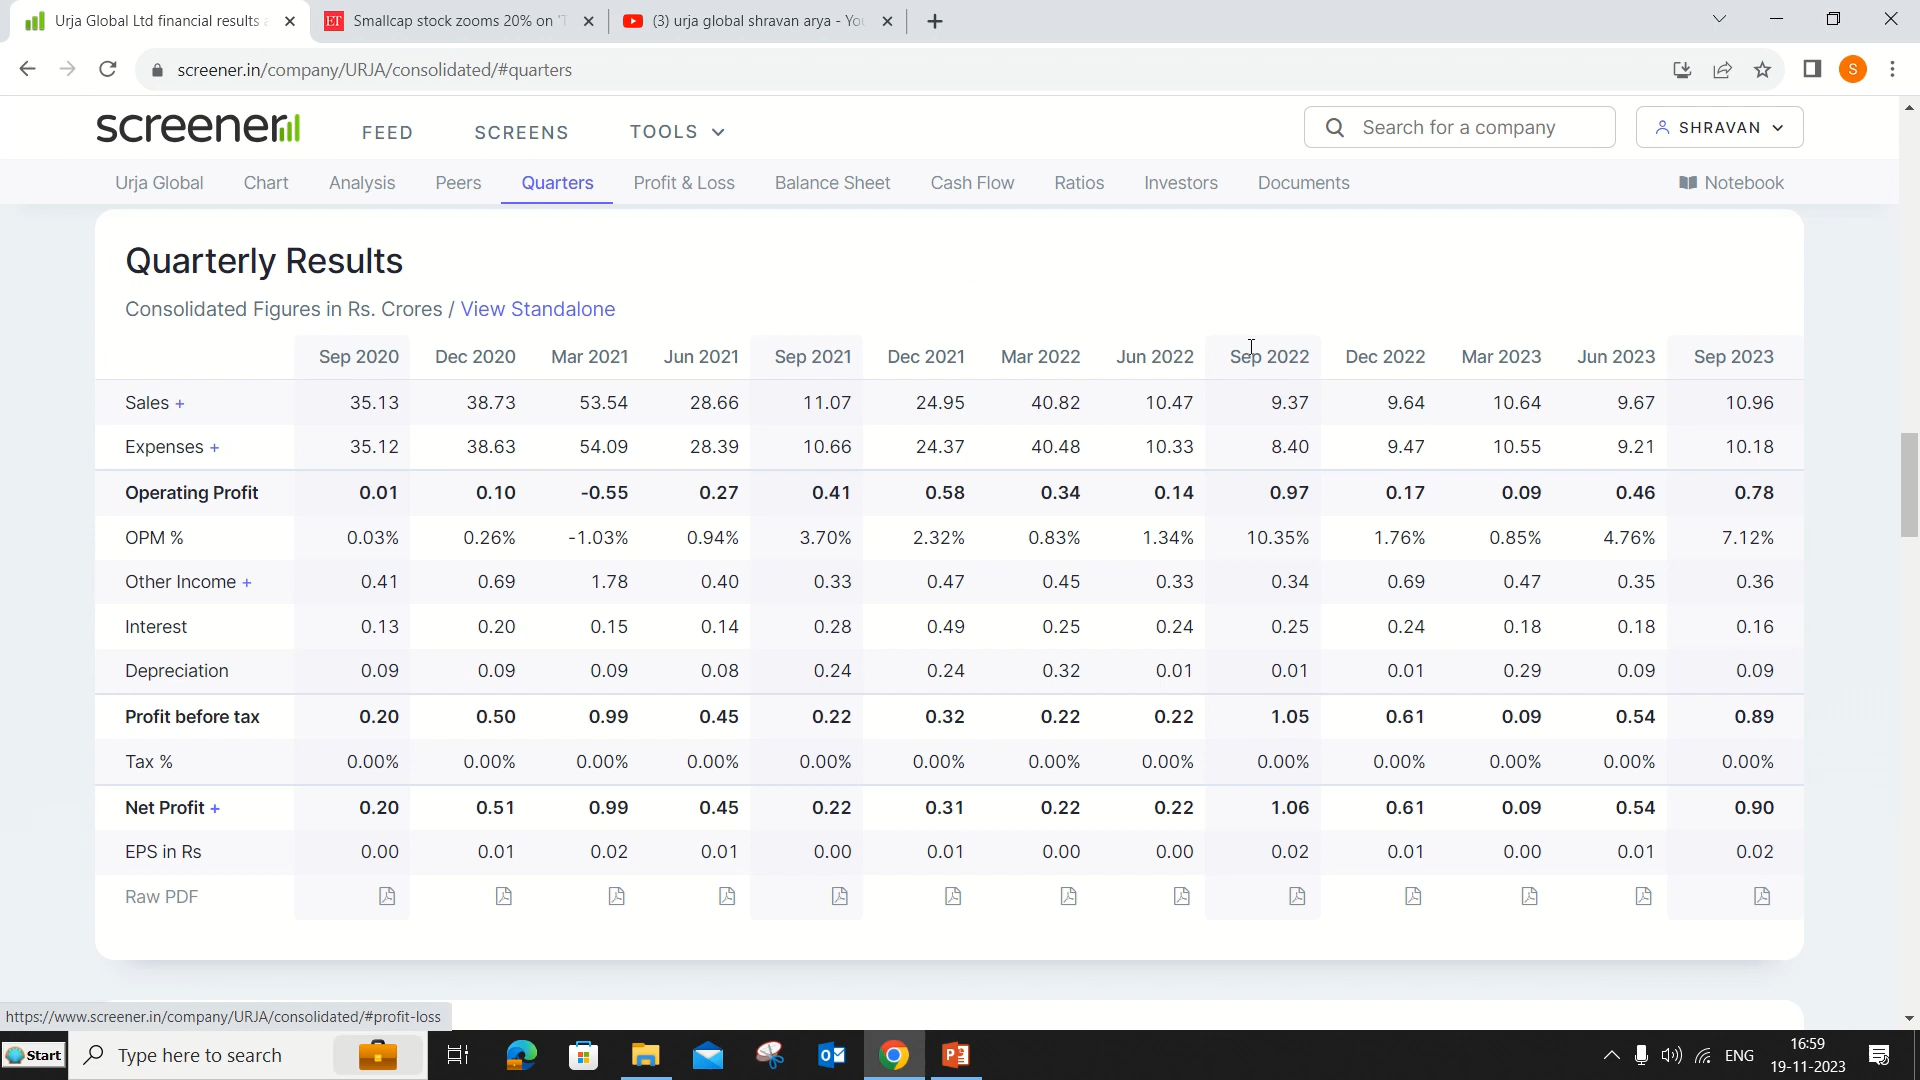 Urja Global Ltd financial results a
Smallcap stock zooms 20% on 'T
(3) urja global shravan arya - You
screener.in/company/URJA/consolidated/#quarters
S
screener
FEED SCREENS TOOLS
Search for a company
SHRAVAN
Urja Global Chart Analysis Peers Quarters Profit & Loss Balance Sheet Cash Flow Ratios Investors Documents Notebook
Quarterly Results
Consolidated Figures in Rs. Crores / View Standalone
Sep 2020 Dec 2020 Mar 2021 Jun 2021 Sep 2021 Dec 2021 Mar 2022 Jun 2022 Sep 2022 Dec 2022 Mar 2023 Jun 2023 Sep 2023
Sales + 35.13 38.73 53.54 28.66 11.07 24.95 40.82 10.47 9.37 9.64 10.64 9.67 10.96
Expenses + 35.12 38.63 54.09 28.39 10.66 24.37 40.48 10.33 8.40 9.47 10.55 9.21 10.18
Operating Profit 0.01 0.10 -0.55 0.27 0.41 0.58 0.34 0.14 0.97 0.17 0.09 0.46 0.78
OPM % 0.03% 0.26% -1.03% 0.94% 3.70% 2.32% 0.83% 1.34% 10.35% 1.76% 0.85% 4.76% 7.12%
Other Income + 0.41 0.69 1.78 0.40 0.33 0.47 0.45 0.33 0.34 0.69 0.47 0.35 0.36
Interest 0.13 0.20 0.15 0.14 0.28 0.49 0.25 0.24 0.25 0.24 0.18 0.18 0.16
Depreciation 0.09 0.09 0.09 0.08 0.24 0.24 0.32 0.01 0.01 0.01 0.29 0.09 0.09
Profit before tax 0.20 0.50 0.99 0.45 0.22 0.32 0.22 0.22 1.05 0.61 0.09 0.54 0.89
Tax % 0.00% 0.00% 0.00% 0.00% 0.00% 0.00% 0.00% 0.00% 0.00% 0.00% 0.00% 0.00% 0.00%
Net Profit + 0.20 0.51 0.99 0.45 0.22 0.31 0.22 0.22 1.06 0.61 0.09 0.54 0.90
EPS in Rs 0.00 0.01 0.02 0.01 0.00 0.01 0.00 0.00 0.02 0.01 0.00 0.01 0.02
Raw PDF
https://www.screener.in/company/URJA/consolidated/#profit-loss
Start
Type here to search
ENG
16:59
19-11-2023